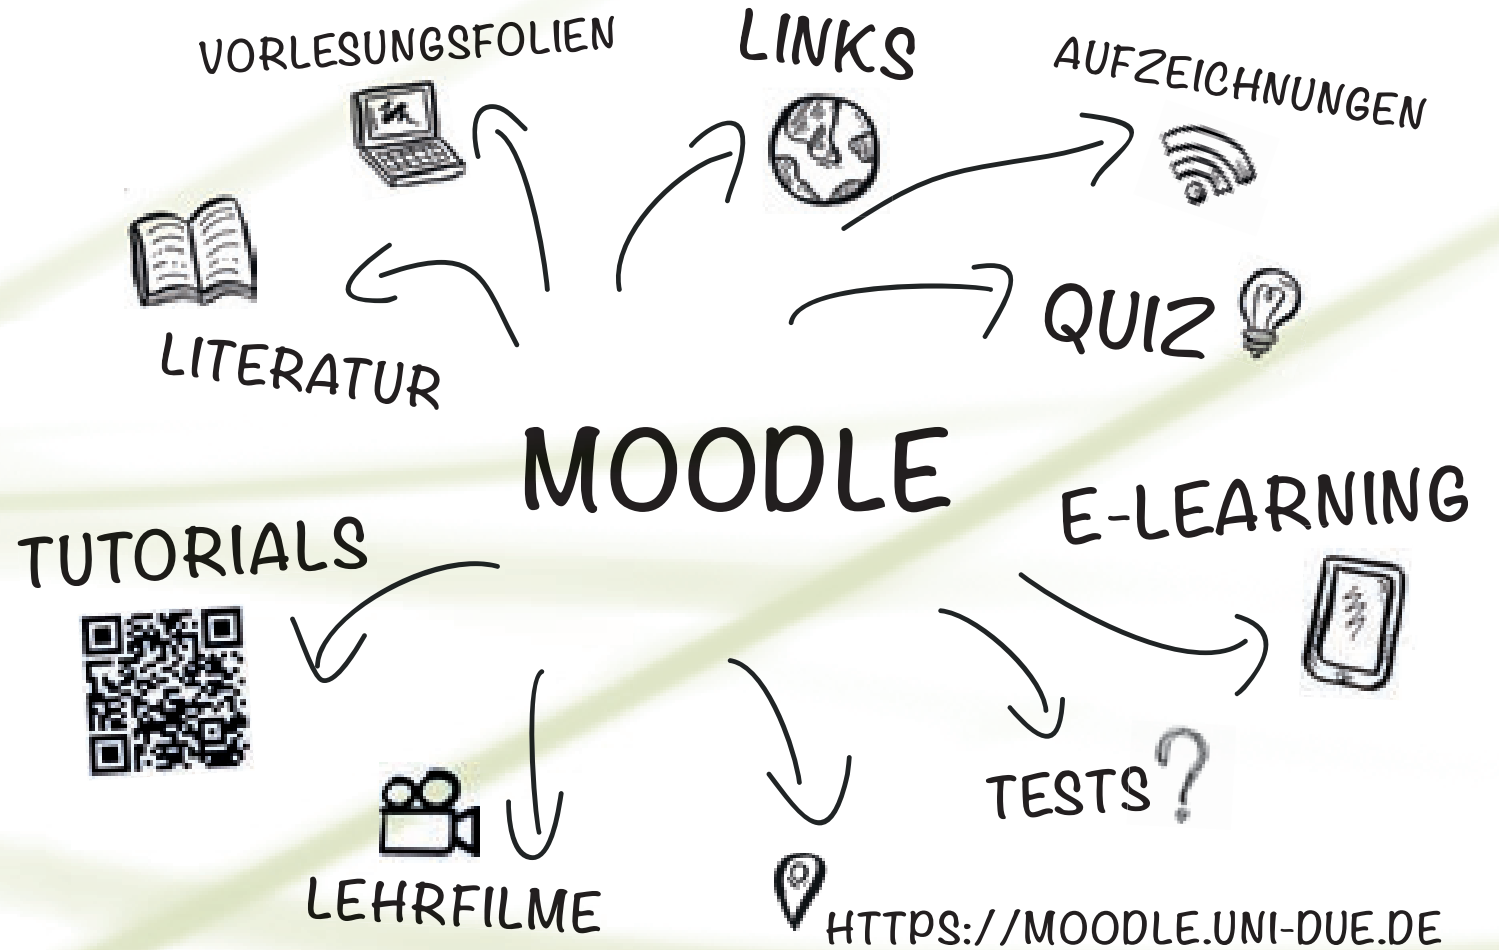 VORLESUNGSFOLIEN
LINKS
AUFZEICHNUNGEN
LITERATUR
QUIZ
MOODLE
E-LEARNING
TUTORIALS
TESTS
LEHRFILME
HTTPS://MOODLE.UNI-DUE.DE